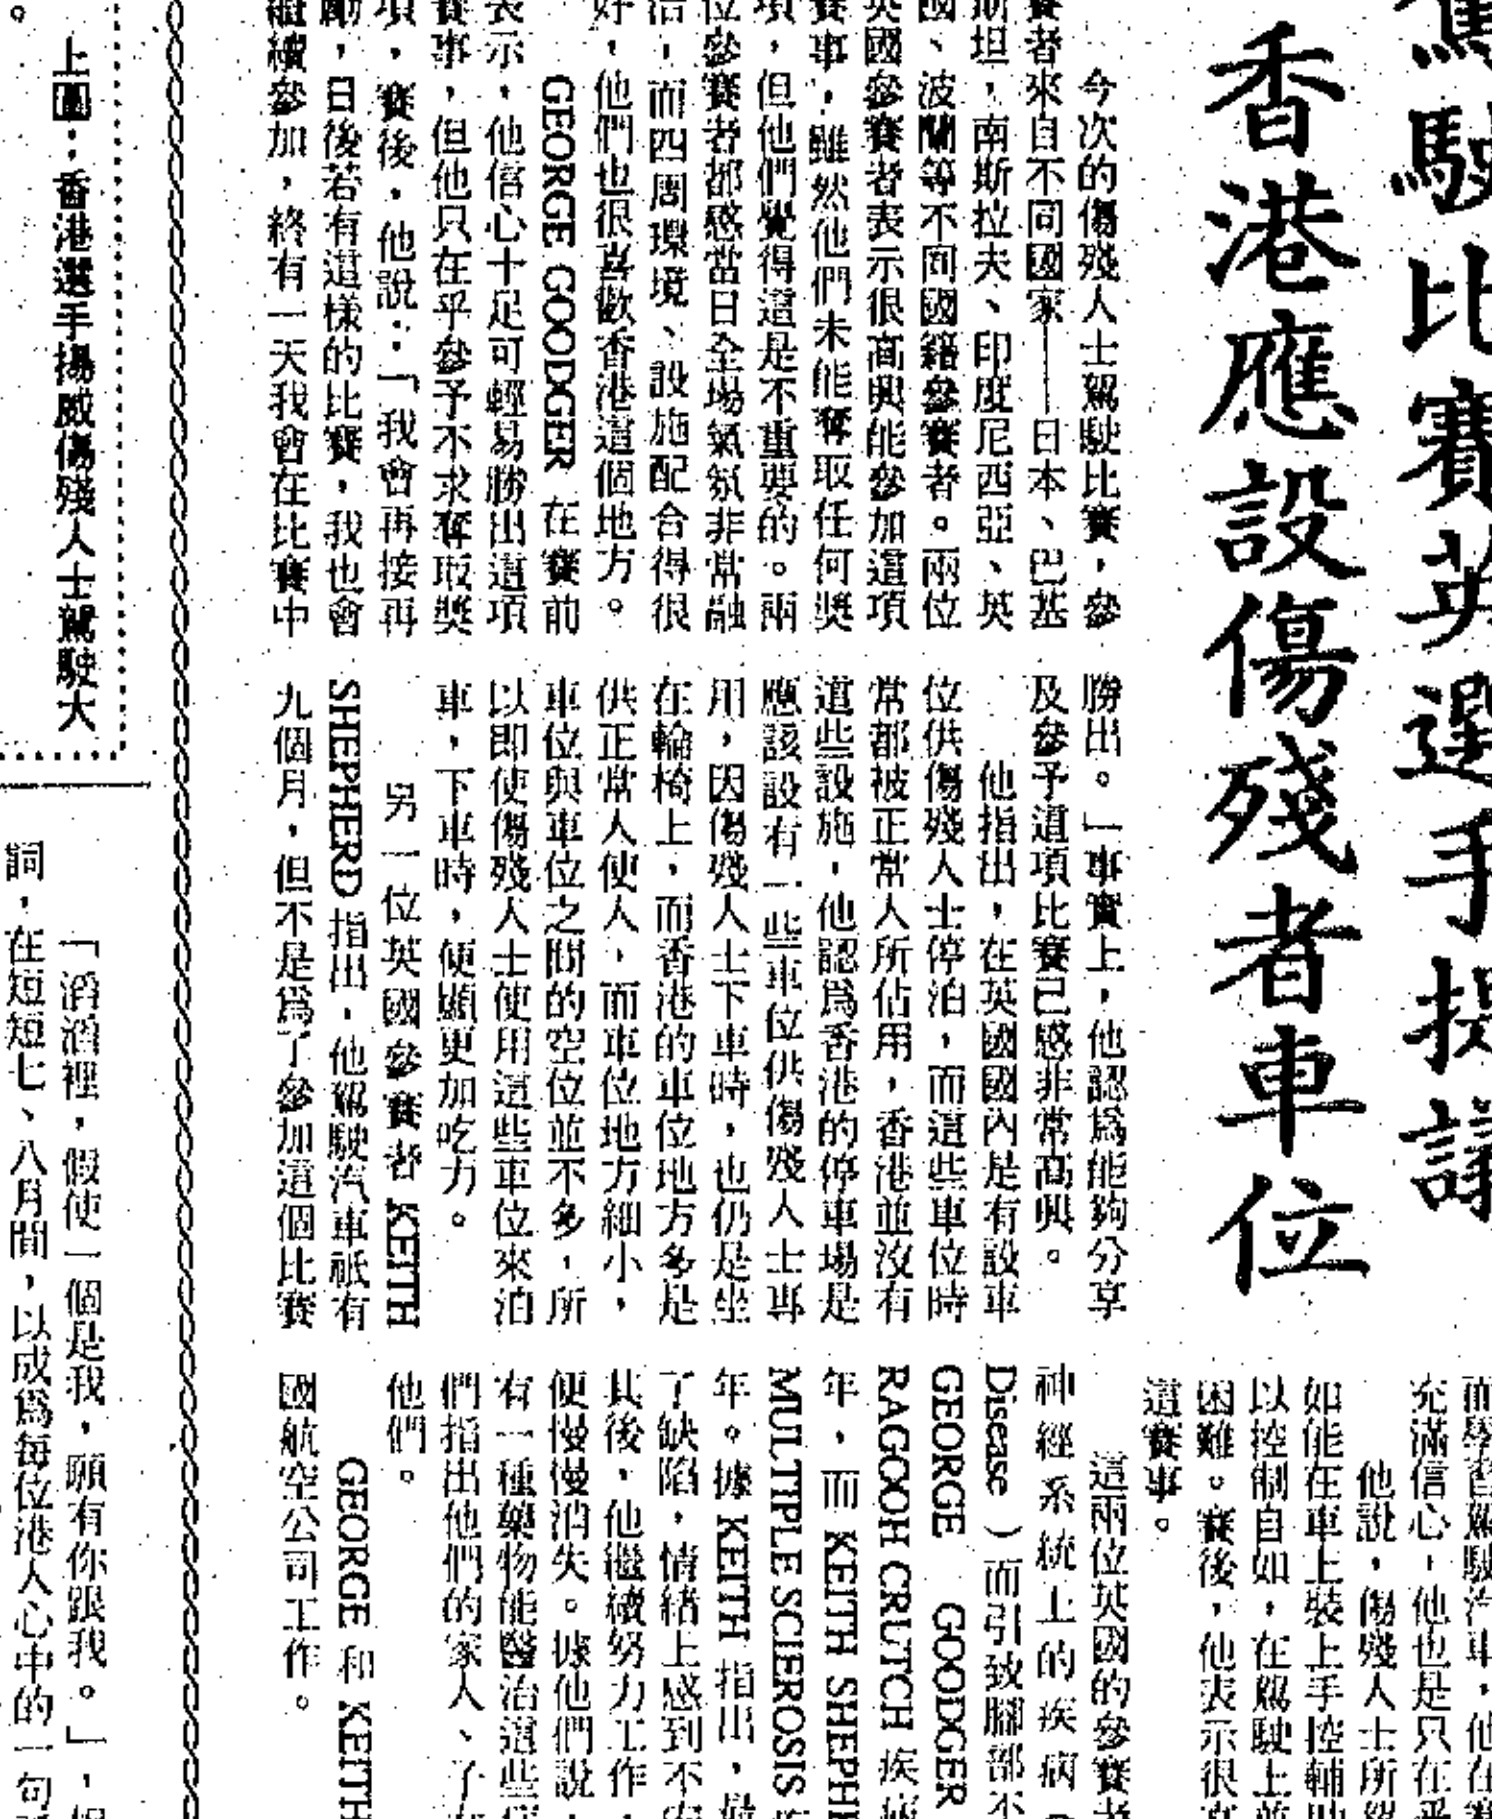 駕駛比賽英選手提議
香港應設傷殘者車位
今次的傷殘人士駕駛比賽，參
賽者來自不同國家——日本、巴基
斯坦，南斯拉夫、印度尼西亞、英
國、波蘭等不同國籍參賽者。兩位
英國參賽者表示很高興能參加這項
賽事，雖然他們未能奪取任何獎
項，但他們覺得這是不重要的。兩
位參賽者都感當日全場氣氛非常融
洽，而四周環境、設施配合得很
好，他們也很喜歡香港這個地方。
GEORGE GOODGER 在賽前
表示，他信心十足可輕易勝出這項
賽事，但他只在乎參予不求奪取獎
項，賽後，他說：「我會再接再
勵，日後若有這樣的比賽，我也會
繼續參加，終有一天我會在比賽中
勝出。」事實上，他認爲能夠分享
及參予這項比賽已感非常高興。
他指出，在英國國內是有設車
位供傷殘人士停泊，而這些車位時
常都被正常人所佔用，香港並沒有
這些設施，他認爲香港的停車場是
應該設有一些車位供傷殘人士專
用，因傷殘人士下車時，也仍是坐
在輪椅上，而香港的車位地方多是
供正常人使人，而車位地方細小，
車位與車位之間的空位並不多，所
以即使傷殘人士使用這些車位來泊
車，下車時，便顯更加吃力。
另一位英國參賽者 KEITH
SHEPHERD 指出，他駕駛汽車祇有
九個月，但不是爲了參加這個比賽
而學習駕駛汽車，他在賽
充滿信心，他也是只在乎
他說，傷殘人士所
如能在車上裝上手控輔助
以控制自如，在駕駛上並
困難。賽後，他表示很
這賽事。
這兩位英國的參賽者
神經系統上的疾病（
Disease ）而引致腳部不
GEORGE GOODGER
RAGOOH CRUTCH 疾病
年，而 KEITH SHEPH
MULTIPLE SCIEROSIS
年。據 KEITH 指出，
了缺陷，情緒上感到不安
其後，他繼續努力工作，
便慢慢消失。據他們說，
有一種藥物能醫治這些
們指出他們的家人、子
他們。
GEORGE 和 KEITH
國航空公司工作。
上圖：香港選手揚威傷殘人士駕駛大
。
「滔滔裡，假使一個是我，願有你跟我。」，
詞，在短短七、八月間，以成爲每位港人心中的一句